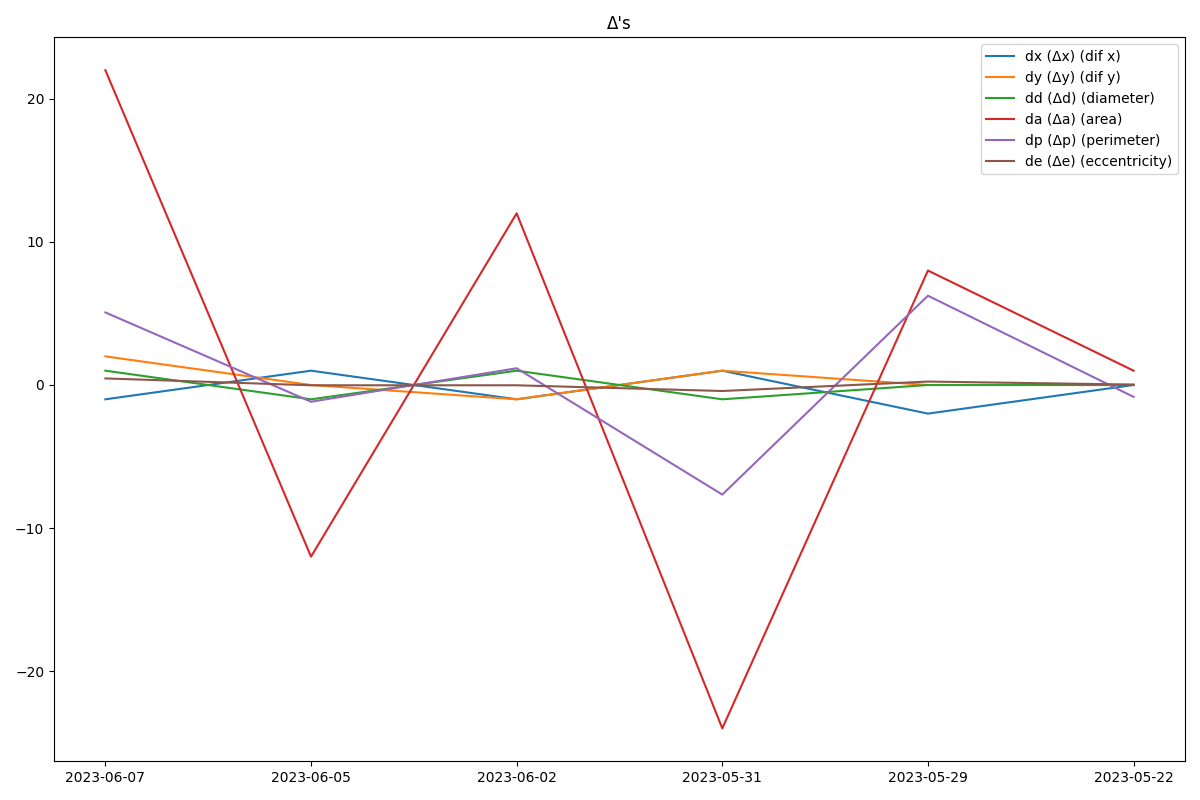 Δ's
dx (Δx) (dif x)
dy (Δy) (dif y)
dd (Δd) (diameter)
da (Δa) (area)
dp (Δp) (perimeter)
de (Δe) (eccentricity)
20
10
0
−10
−20
2023-06-07 2023-06-05 2023-06-02 2023-05-31 2023-05-29 2023-05-22